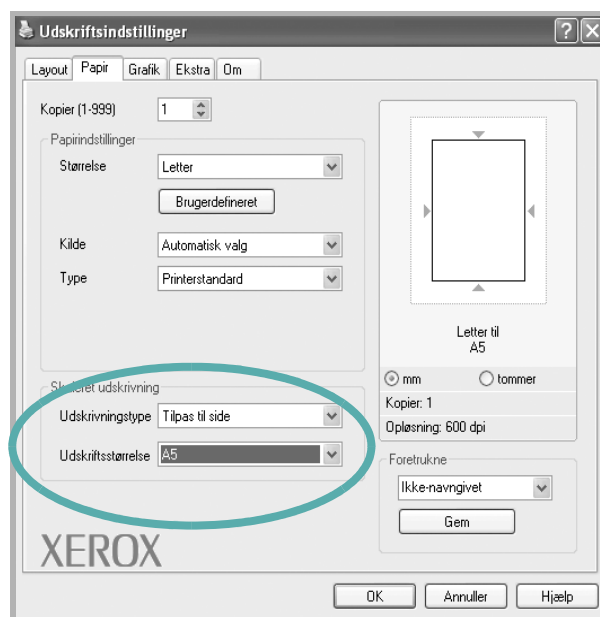 Udskriftsindstillinger
Layout Papir Grafik Ekstra Om
Kopier (1-999) 1
Papirindstillinger
Størrelse Letter
Brugerdefineret
Kilde Automatisk valg
Type Printerstandard
Letter til
A5
mm tommer
Kopier: 1
Opløsning: 600 dpi
Skaleret udskrivning
Udskrivningstype Tilpas til side
Udskriftsstørrelse A5
Foretrukne
Ikke-navngivet
Gem
XEROX
OK Annuller Hjælp